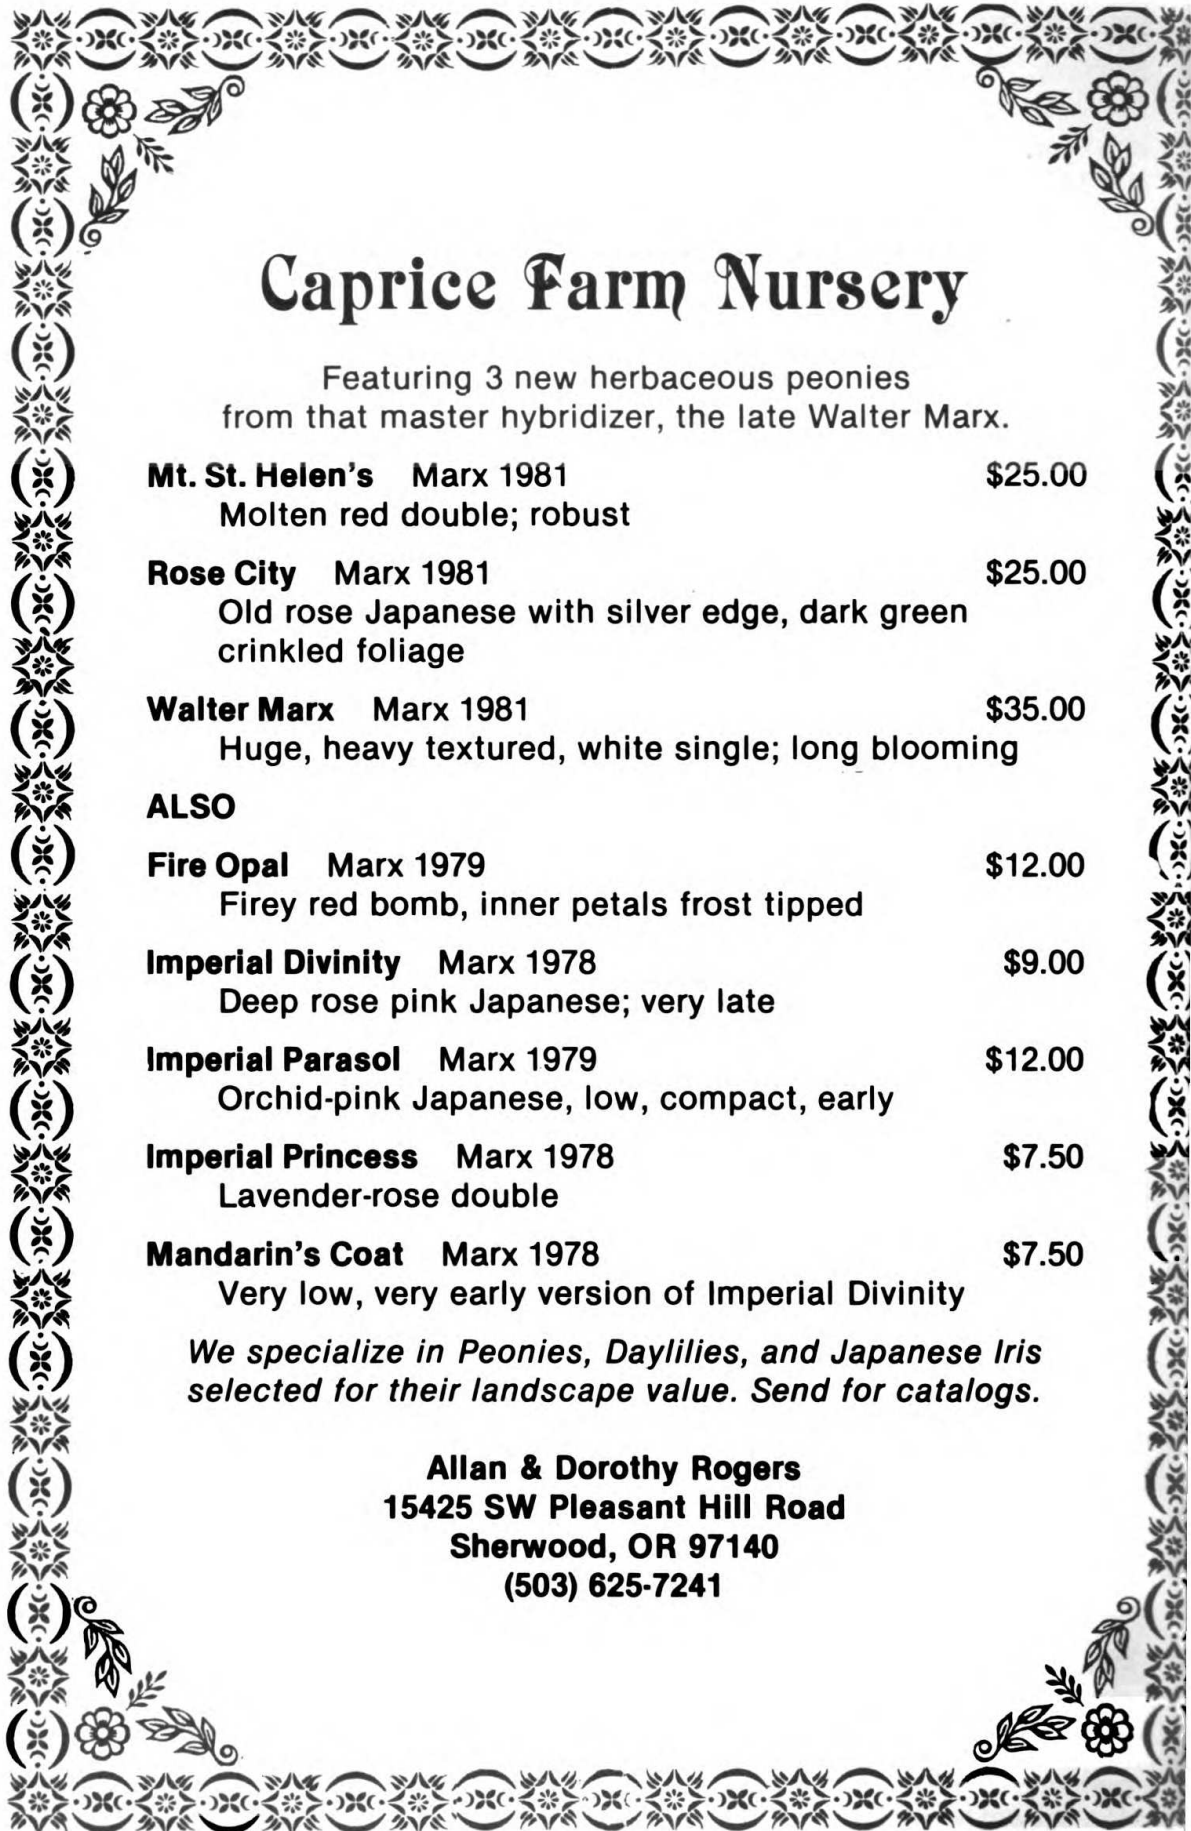 Caprice Farm Nursery
Featuring 3 new herbaceous peonies
from that master hybridizer, the late Walter Marx.
Mt. St. Helen's Marx 1981 $25.00
Molten red double; robust
Rose City Marx 1981 $25.00
Old rose Japanese with silver edge, dark green
crinkled foliage
Walter Marx Marx 1981 $35.00
Huge, heavy textured, white single; long blooming
ALSO
Fire Opal Marx 1979 $12.00
Firey red bomb, inner petals frost tipped
Imperial Divinity Marx 1978 $9.00
Deep rose pink Japanese; very late
Imperial Parasol Marx 1979 $12.00
Orchid-pink Japanese, low, compact, early
Imperial Princess Marx 1978 $7.50
Lavender-rose double
Mandarin's Coat Marx 1978 $7.50
Very low, very early version of Imperial Divinity
We specialize in Peonies, Daylilies, and Japanese Iris
selected for their landscape value. Send for catalogs.
Allan & Dorothy Rogers
15425 SW Pleasant Hill Road
Sherwood, OR 97140
(503) 625-7241